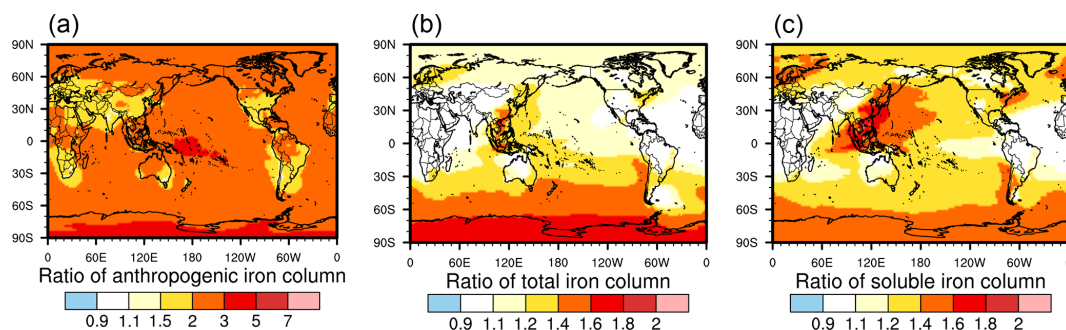 (a) (b) (c)
90N 90N 90N
60N 60N 60N
30N 30N 30N
0 0 0
30S 30S 30S
60S 60S 60S
90S 90S 90S
0 60E 120E 180W 120W 60W 0 0 60E 120E 180W 120W 60W 0 0 60E 120E 180W 120W 60W 0
Ratio of anthropogenic iron column Ratio of total iron column Ratio of soluble iron column
0.9 1.1 1.5 2 3 5 7 0.9 1.1 1.2 1.4 1.6 1.8 2 0.9 1.1 1.2 1.4 1.6 1.8 2